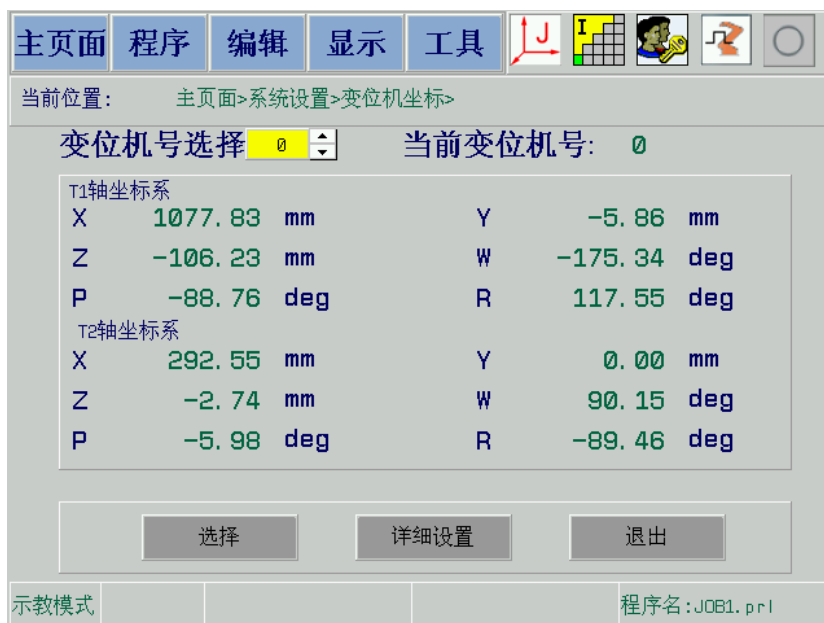 主页面 程序 编辑 显示 工具 J I
当前位置: 主页面>系统设置>变位机坐标>
变位机号选择 0 当前变位机号: 0
T1轴坐标系
X 1077.83 mm Y -5.86 mm
Z -106.23 mm W -175.34 deg
P -88.76 deg R 117.55 deg
T2轴坐标系
X 292.55 mm Y 0.00 mm
Z -2.74 mm W 90.15 deg
P -5.98 deg R -89.46 deg
选择 详细设置 退出
示教模式 程序名:JOB1.prl